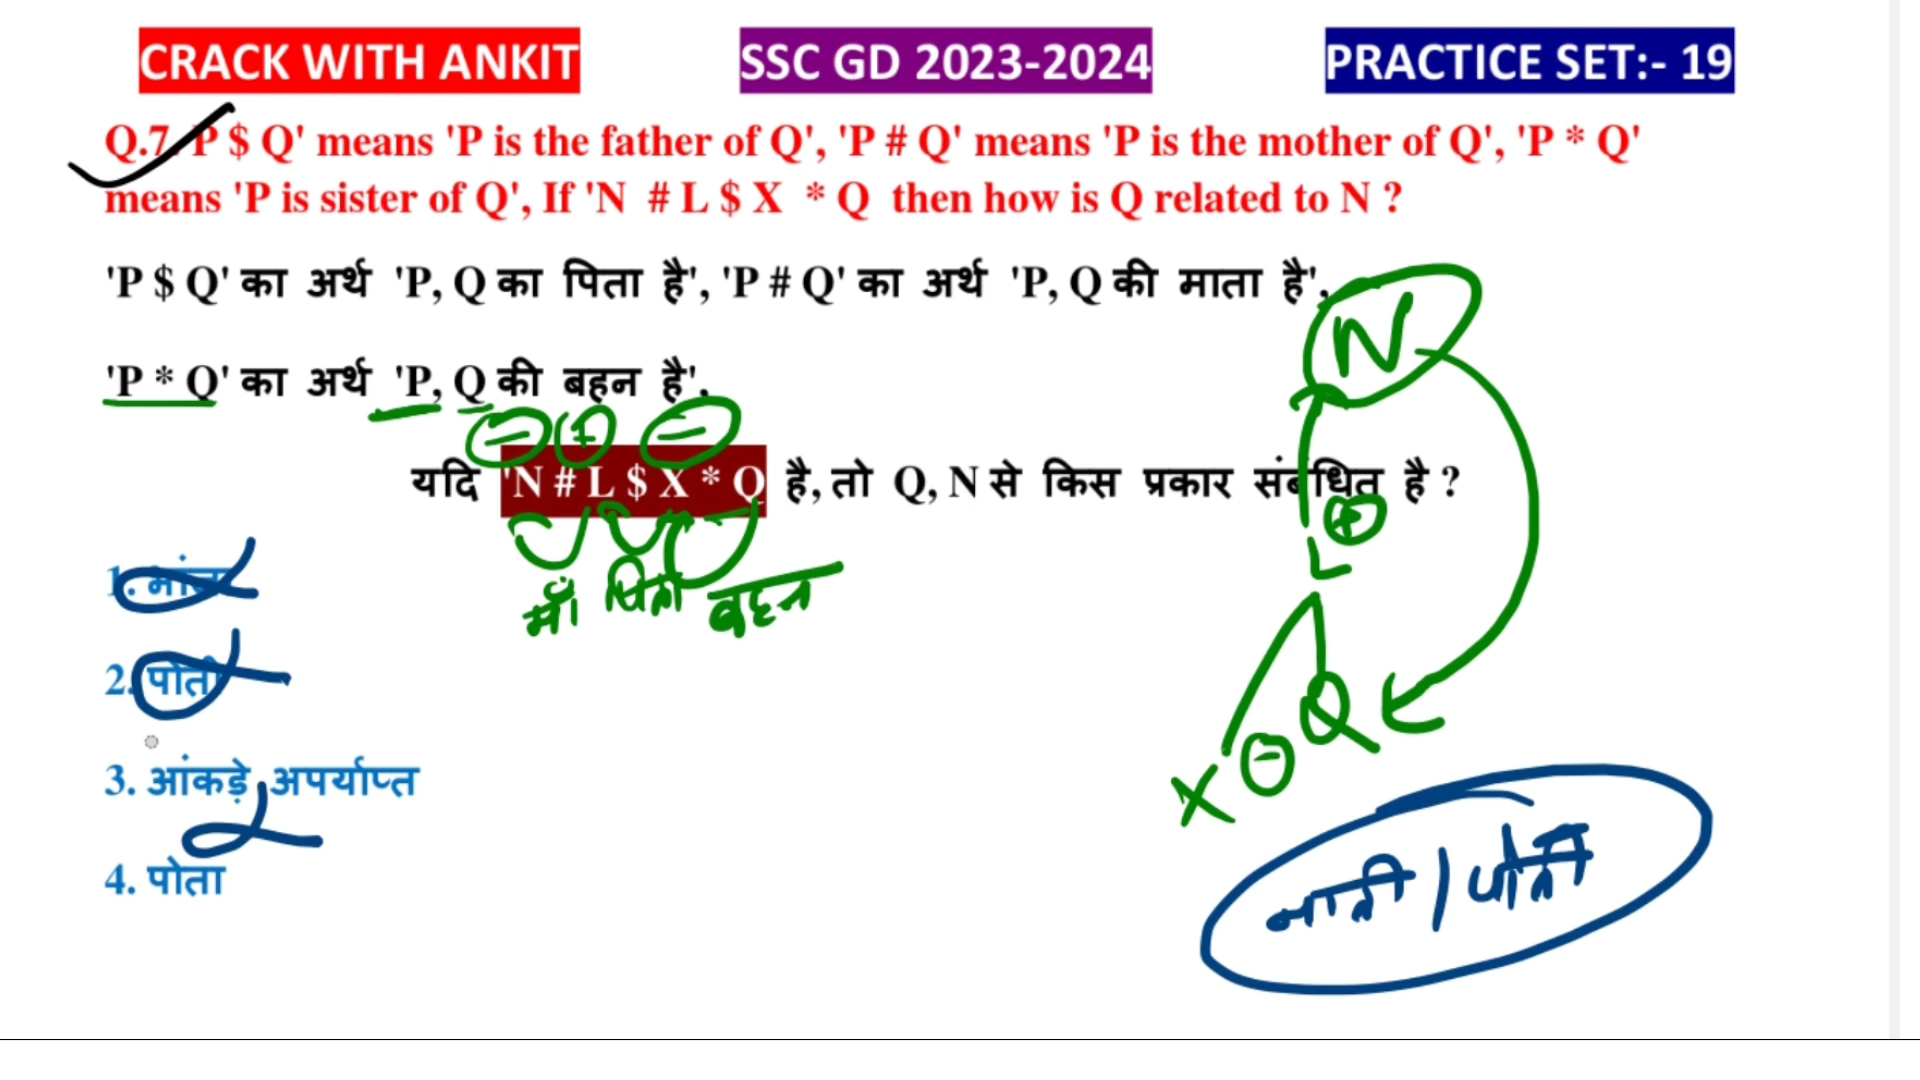 CRACK WITH ANKIT SSC GD 2023-2024 PRACTICE SET:- 19
Q.7. P $ Q' means 'P is the father of Q', 'P # Q' means 'P is the mother of Q', 'P * Q'
means 'P is sister of Q', If 'N # L $ X * Q then how is Q related to N ?
'P $ Q' का अर्थ 'P, Q का पिता है', 'P # Q' का अर्थ 'P, Q की माता है',
N
'P * Q' का अर्थ 'P, Q की बहन है'.
- + -
यदि 'N # L $ X * Q है, तो Q, N से किस प्रकार संबंधित है ?
+
L
1.
माँ पिता बहन
2. पोती
Q
X -
3. आंकड़े अपर्याप्त
4. पोता